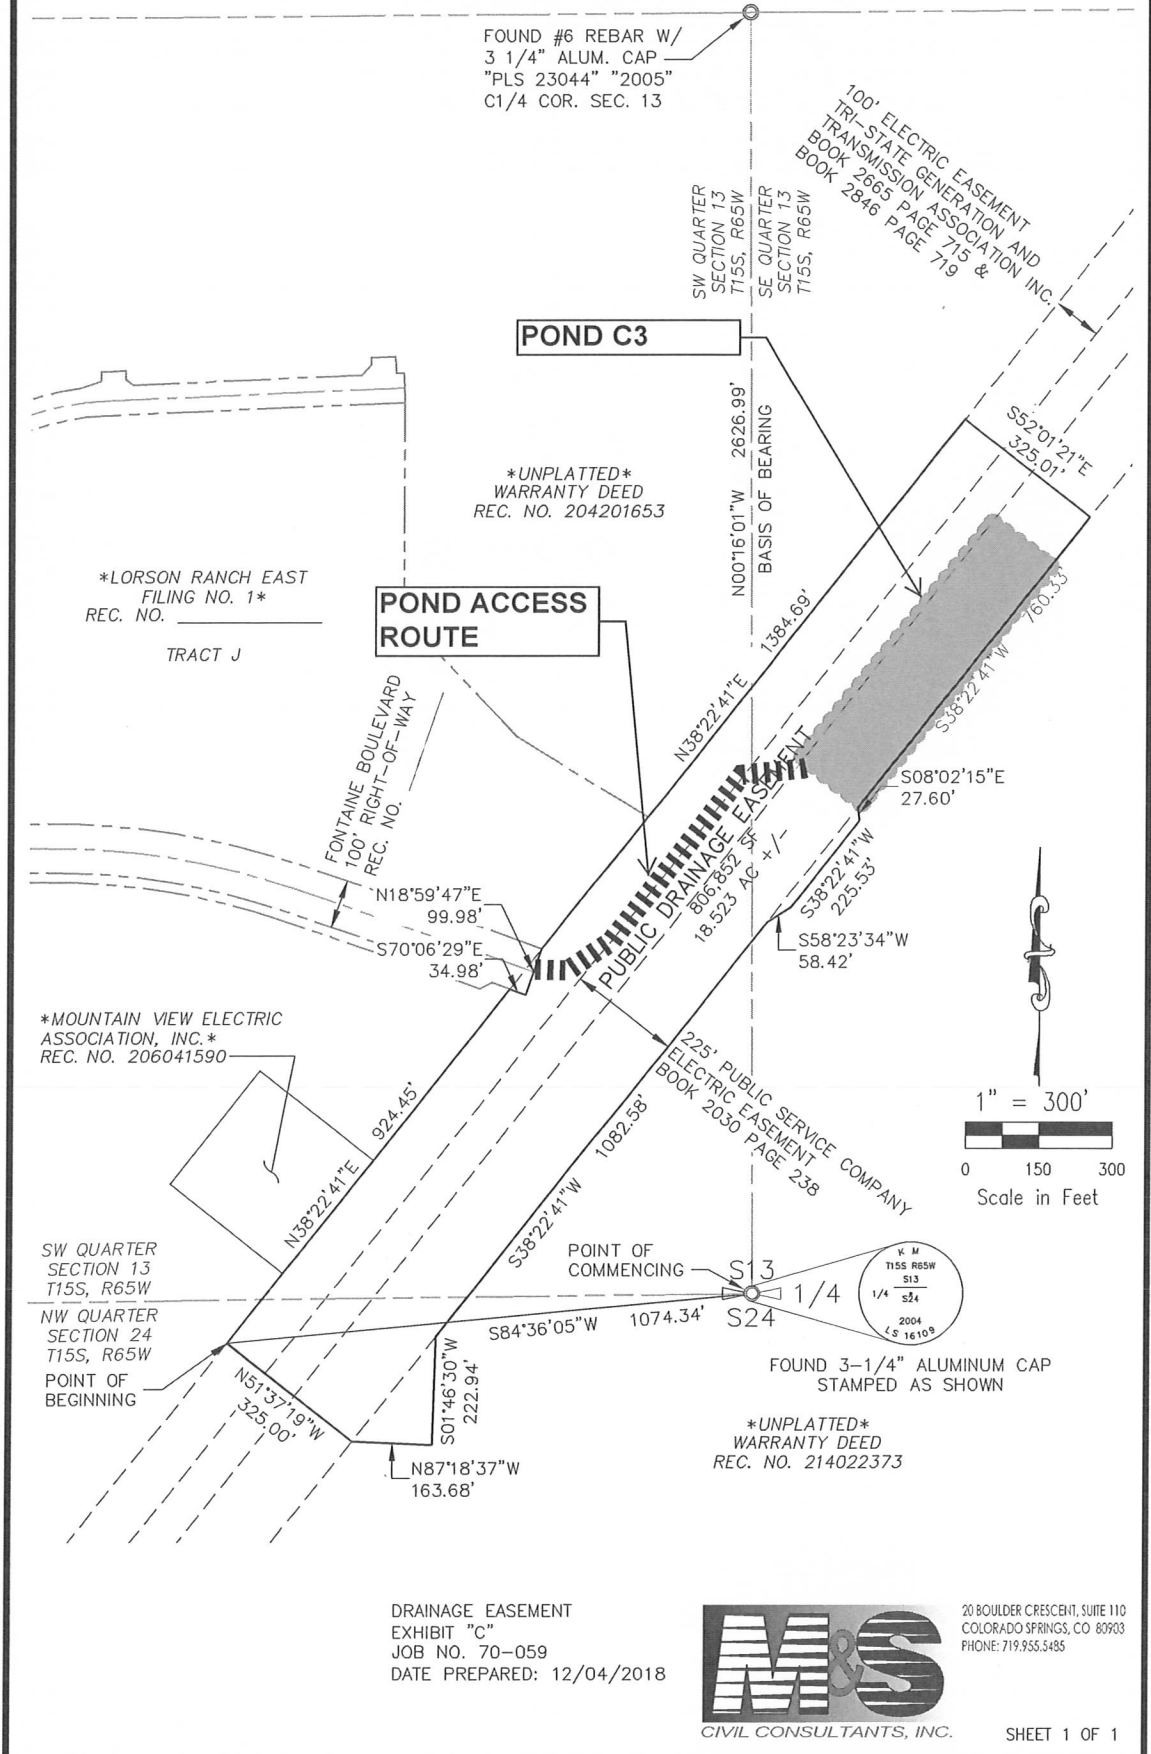 FOUND #6 REBAR W/
3 1/4" ALUM. CAP
"PLS 23044" "2005"
C1/4 COR. SEC. 13
100' ELECTRIC EASEMENT
TRI-STATE GENERATION AND
TRANSMISSION ASSOCIATION INC.
BOOK 2665 PAGE 715 &
BOOK 2846 PAGE 719
SW QUARTER
SECTION 13
T15S, R65W
SE QUARTER
SECTION 13
T15S, R65W
POND C3
N00°16'01"W 2626.99'
BASIS OF BEARING
S52°01'21"E
325.01'
*UNPLATTED*
WARRANTY DEED
REC. NO. 204201653
*LORSON RANCH EAST
FILING NO. 1*
REC. NO. ____________
TRACT J
POND ACCESS
ROUTE
N38°22'41"E 1384.69'
S38°22'41"W 760.33'
FONTAINE BOULEVARD
100' RIGHT-OF-WAY
REC. NO.
PUBLIC DRAINAGE EASEMENT
806,852 SF
18.523 AC +/-
S08°02'15"E
27.60'
S38°22'41"W
225.53'
S58°23'34"W
58.42'
N18°59'47"E
99.98'
S70°06'29"E
34.98'
*MOUNTAIN VIEW ELECTRIC
ASSOCIATION, INC.*
REC. NO. 206041590
N38°22'41"E 924.45'
225' PUBLIC SERVICE COMPANY
ELECTRIC EASEMENT
BOOK 2030 PAGE 238
S38°22'41"W 1082.58'
1" = 300'
0 150 300
Scale in Feet
SW QUARTER
SECTION 13
T15S, R65W
NW QUARTER
SECTION 24
T15S, R65W
POINT OF
BEGINNING
POINT OF
COMMENCING
S13
1/4
S24
S84°36'05"W 1074.34'
K M
T15S R65W
S13
1/4
S24
2004
LS 16109
FOUND 3-1/4" ALUMINUM CAP
STAMPED AS SHOWN
N51°37'19"W
325.00'
S01°46'30"W
222.94'
N87°18'37"W
163.68'
*UNPLATTED*
WARRANTY DEED
REC. NO. 214022373
DRAINAGE EASEMENT
EXHIBIT "C"
JOB NO. 70-059
DATE PREPARED: 12/04/2018
M&S
CIVIL CONSULTANTS, INC.
20 BOULDER CRESCENT, SUITE 110
COLORADO SPRINGS, CO 80903
PHONE: 719.955.5485
SHEET 1 OF 1